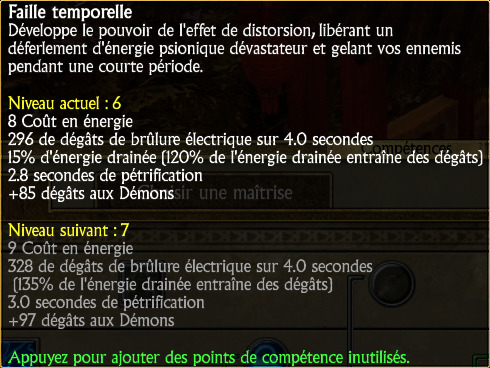 Faille temporelle
Développe le pouvoir de l'effet de distorsion, libérant un
déferlement d'énergie psionique dévastateur et gelant vos ennemis
pendant une courte période.
Niveau actuel : 6
8 Coût en énergie
296 de dégâts de brûlure électrique sur 4.0 secondes
15% d'énergie drainée (120% de l'énergie drainée entraîne des dégâts)
2.8 secondes de pétrification
+85 dégâts aux Démons
Compétences
Choisir une maîtrise
Niveau suivant : 7
9 Coût en énergie
328 de dégâts de brûlure électrique sur 4.0 secondes
(135% de l'énergie drainée entraîne des dégâts)
3.0 secondes de pétrification
+97 dégâts aux Démons
Appuyez pour ajouter des points de compétence inutilisés.